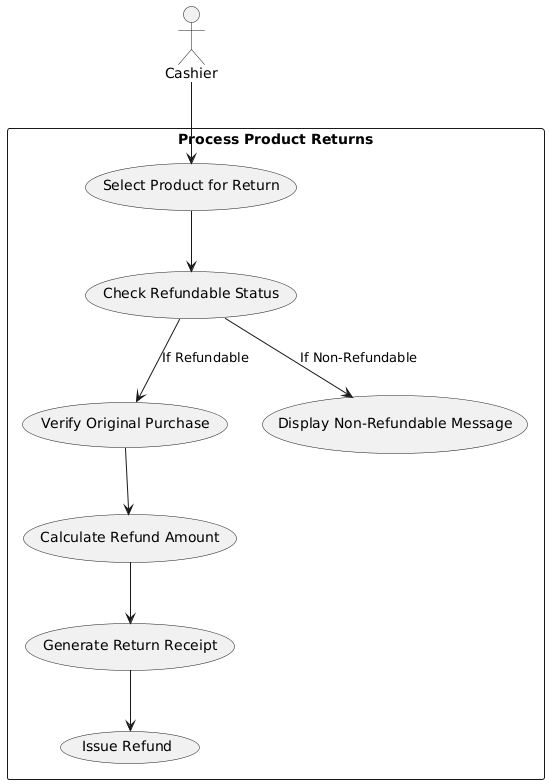 Cashier
Process Product Returns
Select Product for Return
Check Refundable Status
If Refundable
If Non-Refundable
Verify Original Purchase
Display Non-Refundable Message
Calculate Refund Amount
Generate Return Receipt
Issue Refund